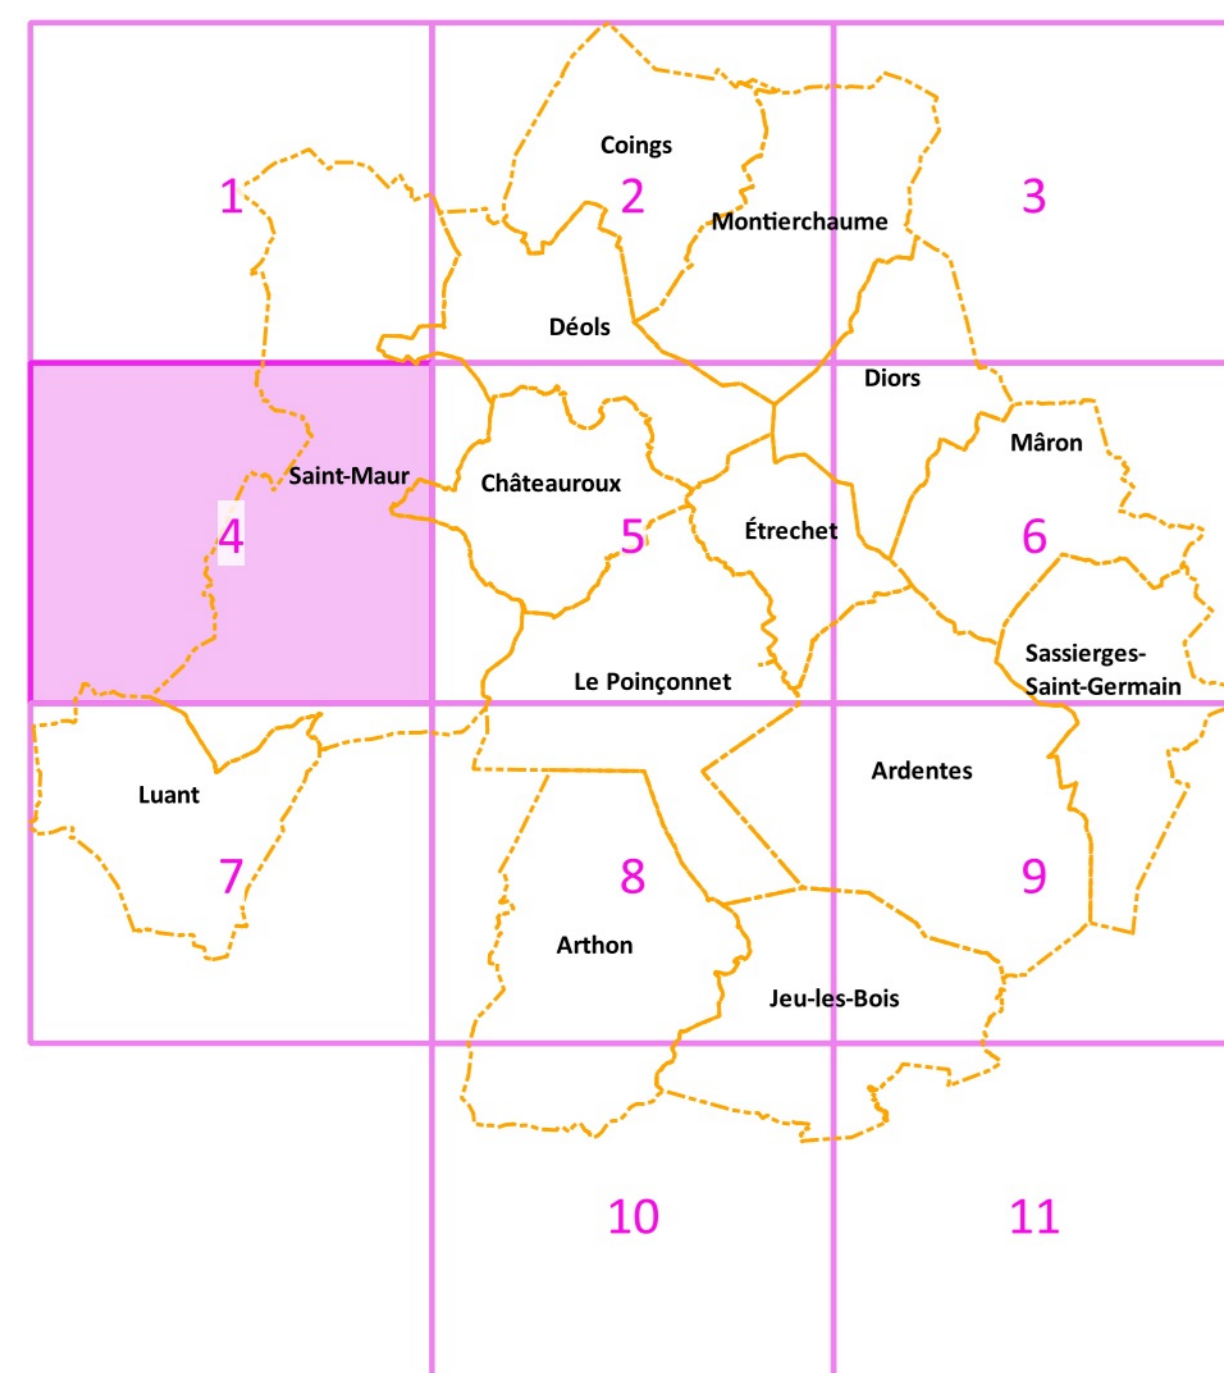 Coings
1
2
3
Montierchaume
Déols
Diors
Mâron
Saint-Maur
Châteauroux
4
5
Étrechet
6
Sassierges-
Saint-Germain
Le Poinçonnet
Luant
Ardentes
7
8
9
Arthon
Jeu-les-Bois
10
11